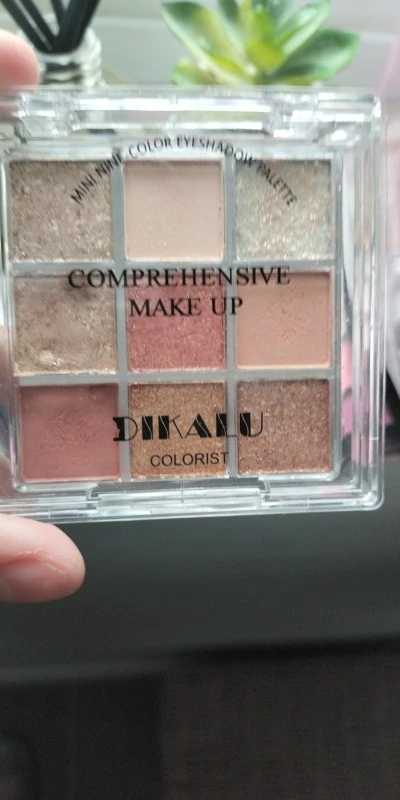 MINI NINE-COLOR EYESHADOW PALETTE
COMPREHENSIVE
MAKE UP
DIKALU
COLORIST